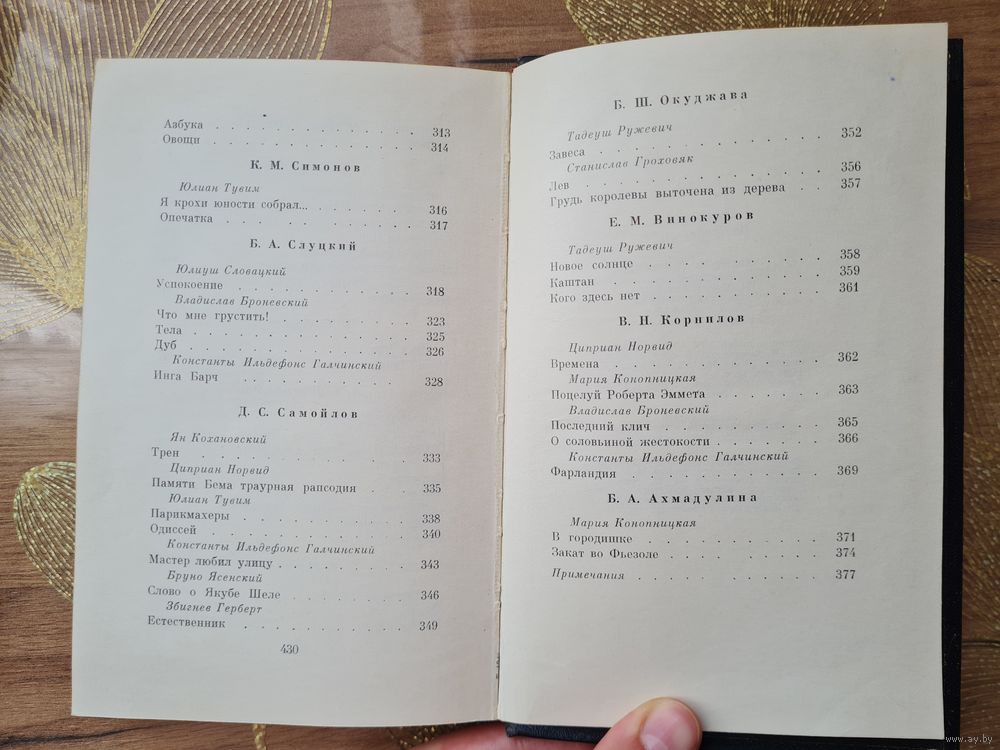 Азбука . . . . . . . . . . . . 313
Овощи . . . . . . . . . . . . 314
К. М. Симонов
Юлиан Тувим
Я крохи юности собрал... . . . . . . . 316
Опечатка . . . . . . . . . . . 317
Б. А. Слуцкий
Юлиуш Словацкий
Успокоение . . . . . . . . . . . 318
Владислав Броневский
Что мне грустить! . . . . . . . . . 323
Тела . . . . . . . . . . . . . 325
Дуб . . . . . . . . . . . . . 326
Константы Ильдефонс Галчинский
Инга Барч . . . . . . . . . . . 328
Д. С. Самойлов
Ян Кохановский
Трен . . . . . . . . . . . . . 333
Циприан Норвид
Памяти Бема траурная рапсодия . . . . 335
Юлиан Тувим
Парикмахеры . . . . . . . . . . 338
Одиссей . . . . . . . . . . . . 340
Константы Ильдефонс Галчинский
Мастер любил улицу . . . . . . . . 343
Бруно Ясенский
Слово о Якубе Шеле . . . . . . . . 346
Збигнев Герберт
Естественник . . . . . . . . . . 349
430
Б. Ш. Окуджава
Тадеуш Ружевич
Завеса . . . . . . . . . . . . 352
Станислав Гроховяк
Лев . . . . . . . . . . . . . 356
Грудь королевы выточена из дерева . . 357
Е. М. Винокуров
Тадеуш Ружевич
Новое солнце . . . . . . . . . . 358
Каштан . . . . . . . . . . . . 359
Кого здесь нет . . . . . . . . . . 361
В. Н. Корнилов
Циприан Норвид
Времена . . . . . . . . . . . . 362
Мария Конопницкая
Поцелуй Роберта Эммета . . . . . . 363
Владислав Броневский
Последний клич . . . . . . . . . 365
О соловьиной жестокости . . . . . . 366
Константы Ильдефонс Галчинский
Фарландия . . . . . . . . . . . 369
Б. А. Ахмадулина
Мария Конопницкая
В городишке . . . . . . . . . . 371
Закат во Фьезоле . . . . . . . . . 374
Примечания . . . . . . . . . . 377
www.ay.by